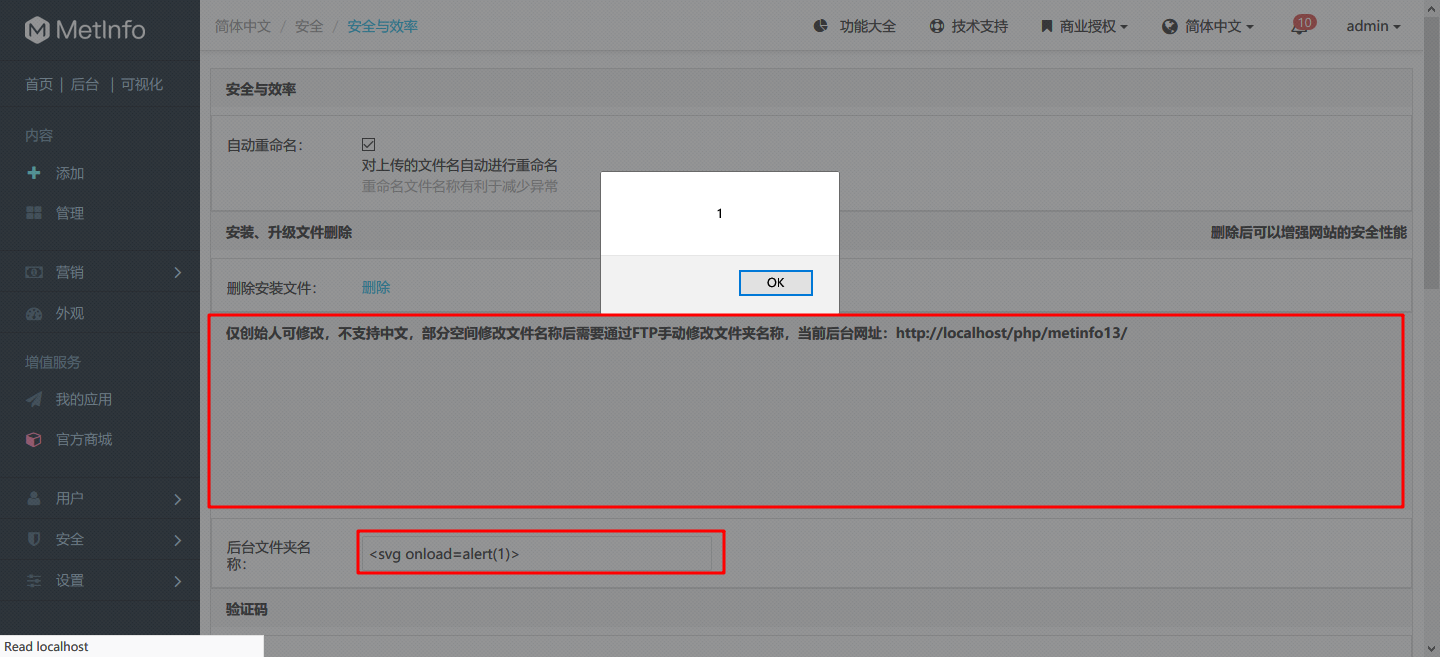 MetInfo
简体中文 / 安全 / 安全与效率
功能大全
技术支持
商业授权
简体中文
10
admin
首页 | 后台 | 可视化
内容
添加
管理
营销
外观
增值服务
我的应用
官方商城
用户
安全
设置
安全与效率
自动重命名：
对上传的文件名自动进行重命名
重命名文件名称有利于减少异常
安装、升级文件删除
删除后可以增强网站的安全性能
删除安装文件：
删除
仅创始人可修改，不支持中文，部分空间修改文件名称后需要通过FTP手动修改文件夹名称，当前后台网址：http://localhost/php/metinfo13/
后台文件夹名
称：
<svg onload=alert(1)>
验证码
1
OK
Read localhost